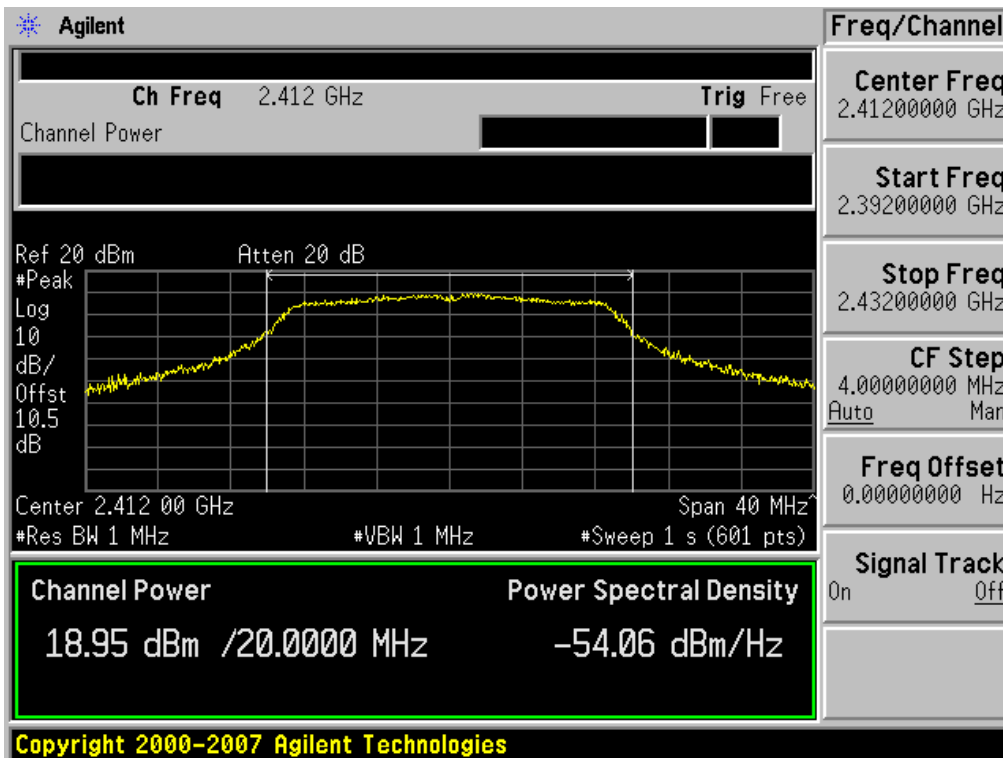 Agilent
Ch Freq 2.412 GHz Trig Free
Channel Power
Ref 20 dBm Atten 20 dB
#Peak
Log
10
dB/
Offst
10.5
dB
Center 2.412 00 GHz Span 40 MHz^
#Res BW 1 MHz #VBW 1 MHz #Sweep 1 s (601 pts)
Channel Power Power Spectral Density
18.95 dBm /20.0000 MHz -54.06 dBm/Hz
Copyright 2000-2007 Agilent Technologies
Freq/Channel
Center Freq
2.41200000 GHz
Start Freq
2.39200000 GHz
Stop Freq
2.43200000 GHz
CF Step
4.00000000 MHz
Auto Man
Freq Offset
0.00000000 Hz
Signal Track
On Off